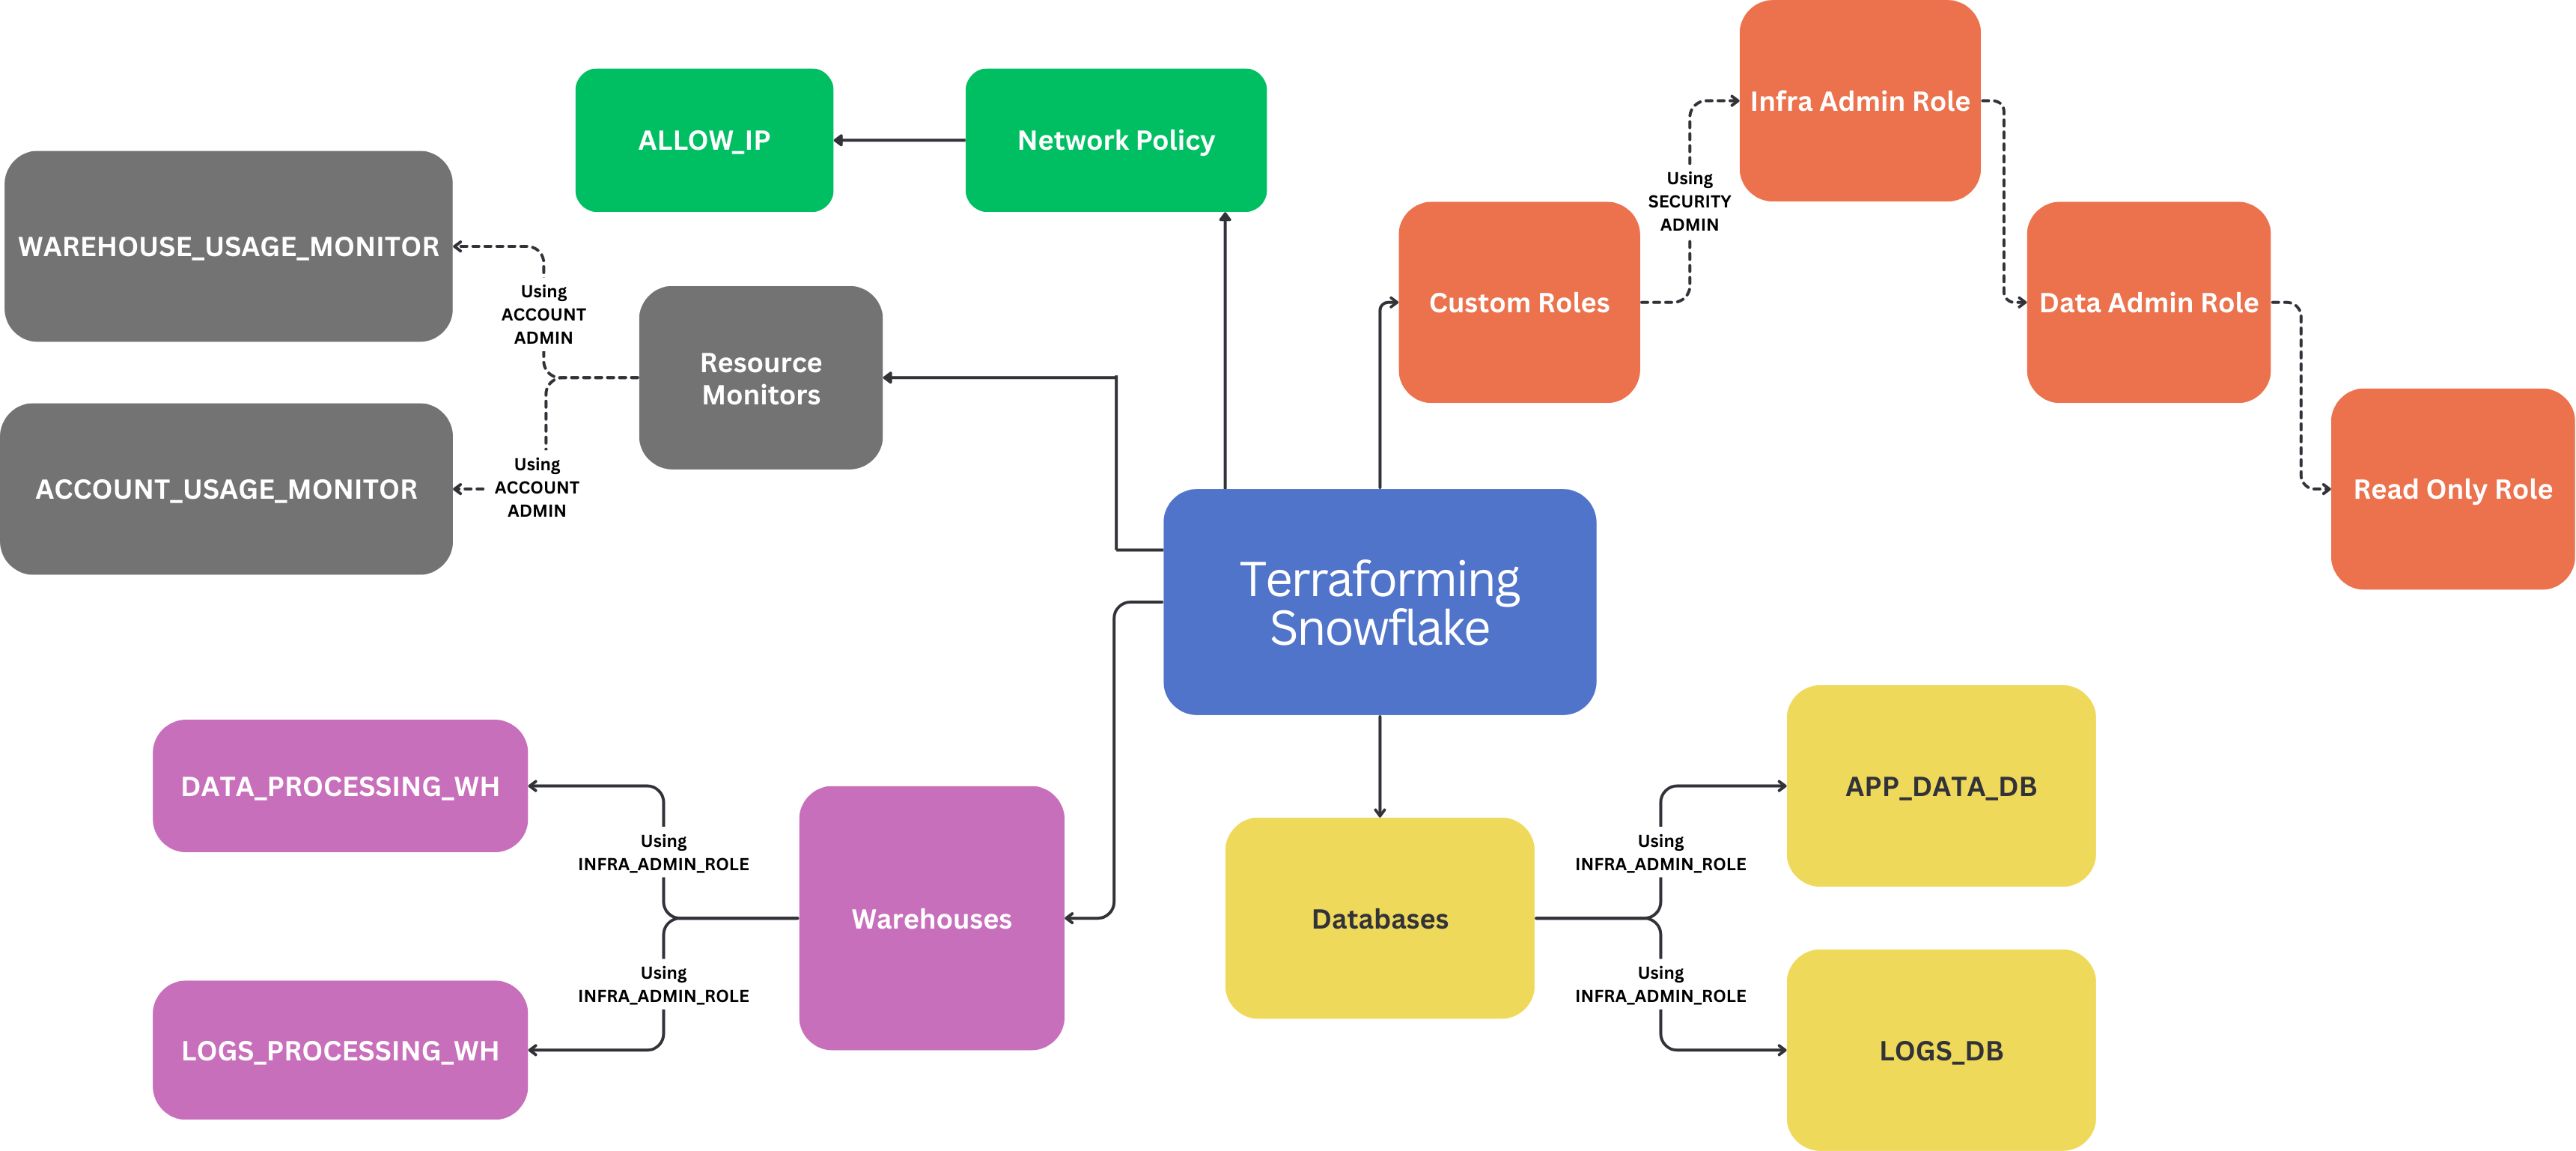 Infra Admin Role
ALLOW_IP
Network Policy
Using
SECURITY
ADMIN
WAREHOUSE_USAGE_MONITOR
Using
ACCOUNT
ADMIN
Custom Roles
Data Admin Role
Resource
Monitors
ACCOUNT_USAGE_MONITOR
Using
ACCOUNT
ADMIN
Read Only Role
Terraforming
Snowflake
DATA_PROCESSING_WH
Using
INFRA_ADMIN_ROLE
Warehouses
Using
INFRA_ADMIN_ROLE
LOGS_PROCESSING_WH
Databases
Using
INFRA_ADMIN_ROLE
APP_DATA_DB
Using
INFRA_ADMIN_ROLE
LOGS_DB